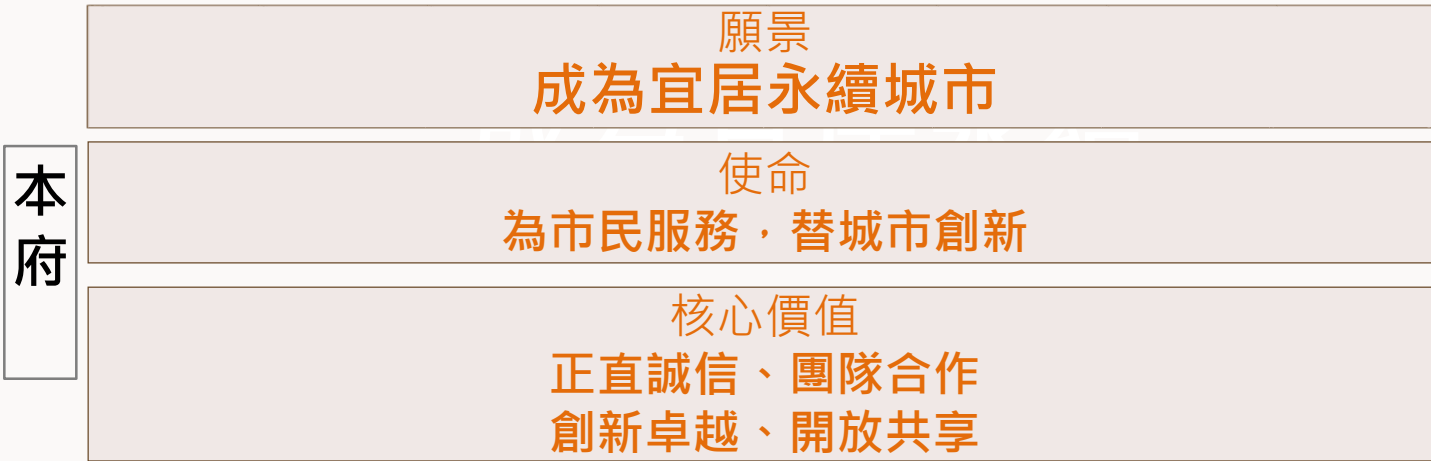 願景
成為宜居永續城市
本府
使命
為市民服務，替城市創新
核心價值
正直誠信、團隊合作
創新卓越、開放共享